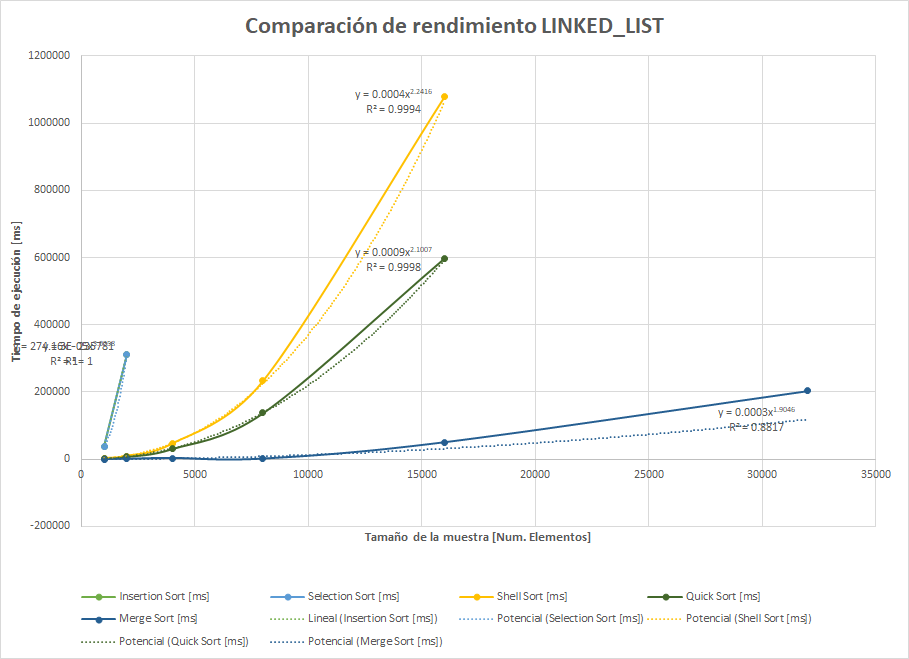 Comparación de rendimiento LINKED_LIST
1200000
1000000
800000
600000
400000
200000
0
-200000
Tiempo de ejecución [ms]
y = 0.0004x^2.2416
R² = 0.9994
y = 0.0009x^2.1007
R² = 0.9998
R² = 1
y = 0.0003x^1.9046
R² = 0.8817
0
5000
10000
15000
20000
25000
30000
35000
Tamaño de la muestra [Num. Elementos]
Insertion Sort [ms]
Selection Sort [ms]
Shell Sort [ms]
Quick Sort [ms]
Merge Sort [ms]
Lineal (Insertion Sort [ms])
Potencial (Selection Sort [ms])
Potencial (Shell Sort [ms])
Potencial (Quick Sort [ms])
Potencial (Merge Sort [ms])